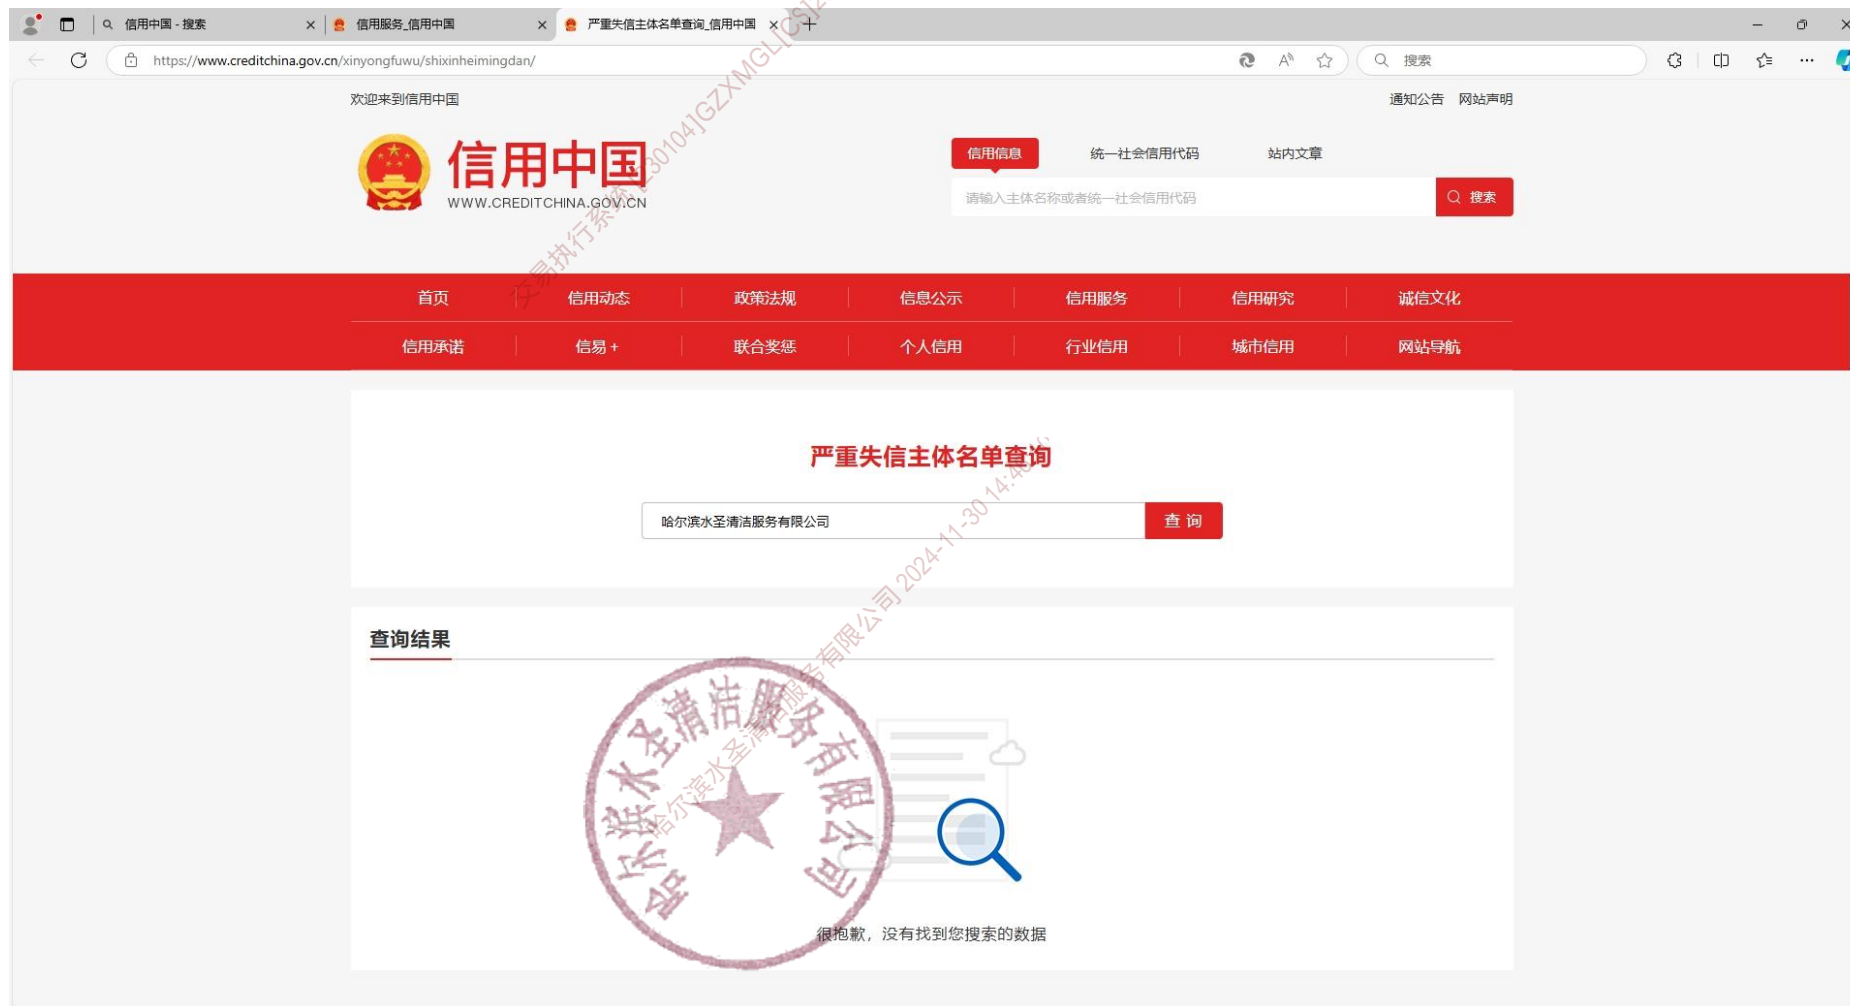 信用中国 - 搜索
信用服务_信用中国
严重失信主体名单查询_信用中国
https://www.creditchina.gov.cn/xinyongfuwu/shixinheimingdan/
搜索
欢迎来到信用中国
通知公告 网站声明
信用中国
WWW.CREDITCHINA.GOV.CN
信用信息 统一社会信用代码 站内文章
请输入主体名称或者统一社会信用代码
搜索
首页 信用动态 政策法规 信息公示 信用服务 信用研究 诚信文化
信用承诺 信易+ 联合奖惩 个人信用 行业信用 城市信用 网站导航
严重失信主体名单查询
哈尔滨水圣清洁服务有限公司
查询
查询结果
哈尔滨水圣清洁服务有限公司
很抱歉，没有找到您搜索的数据
交易执行系统[230104]GZXMGL[CS]2
哈尔滨水圣清洁服务有限公司 2024-11-30 14:4